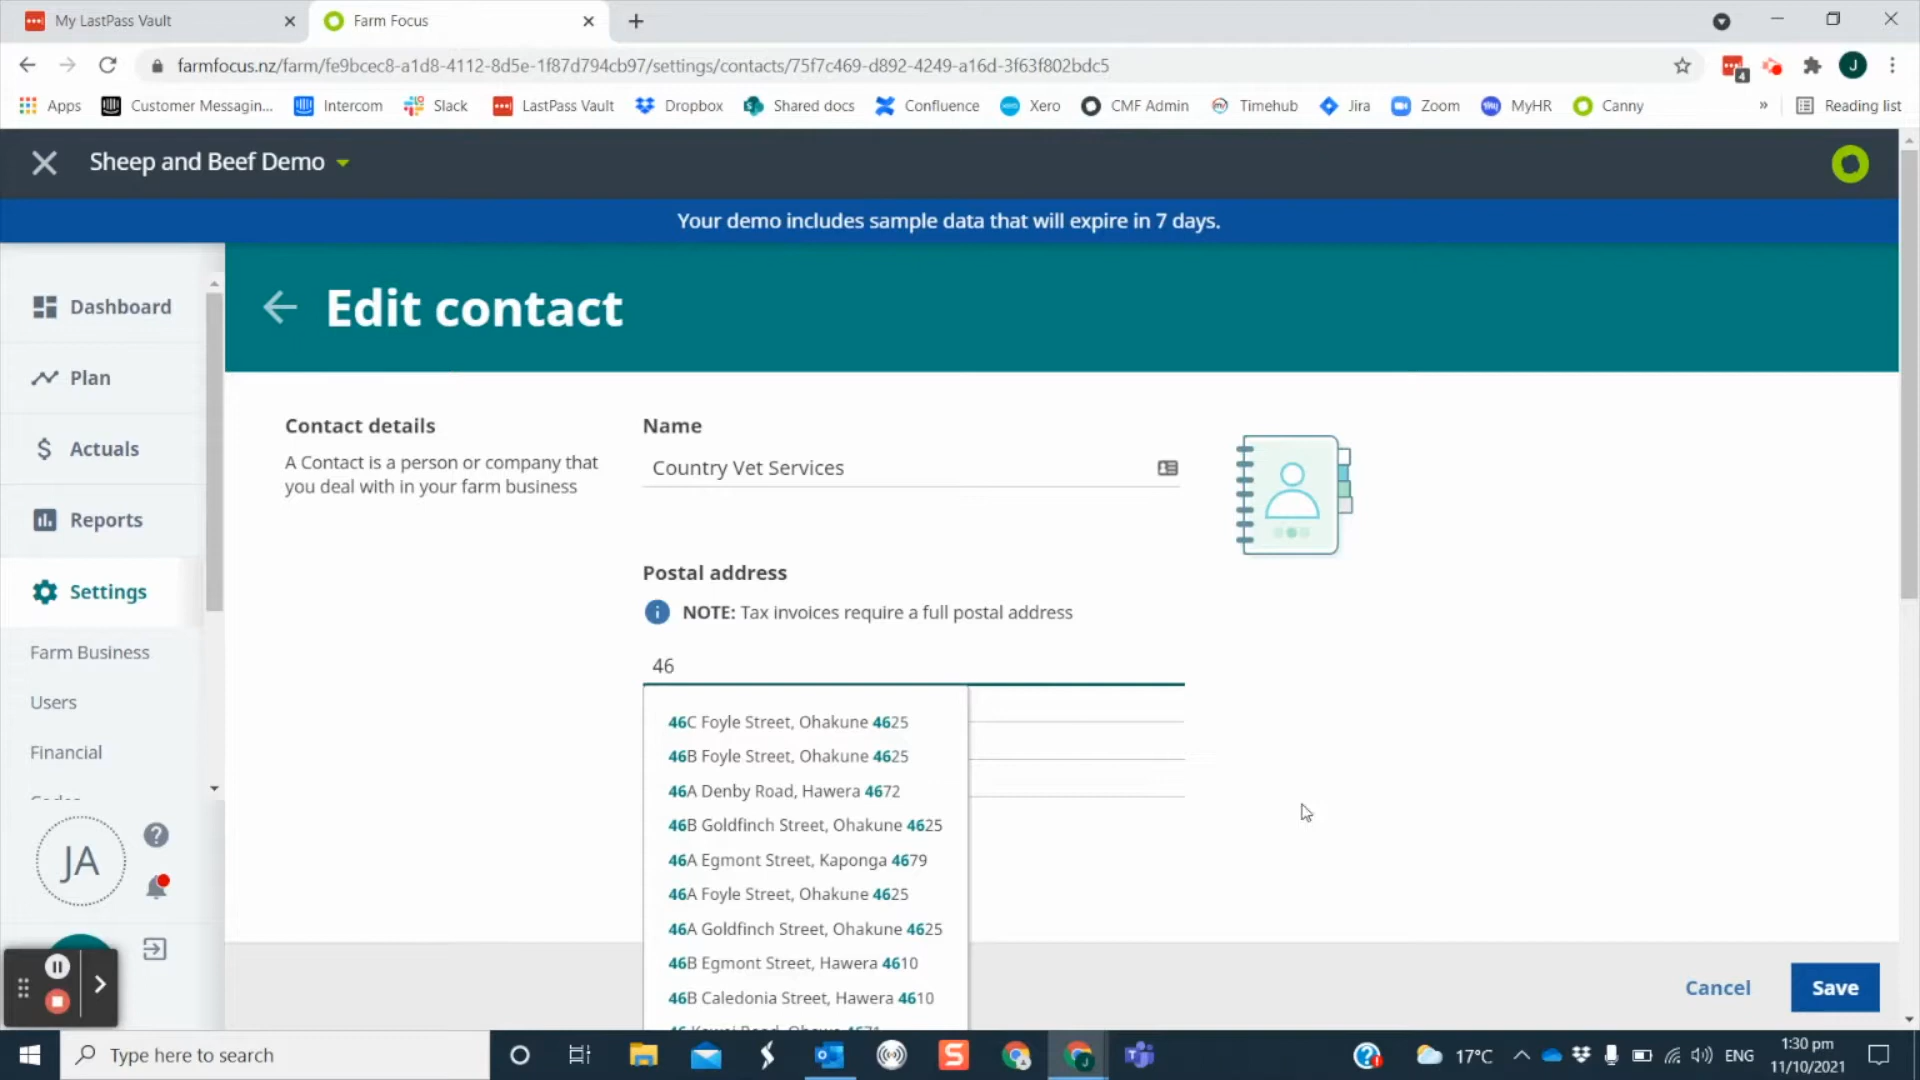 My LastPass Vault
Farm Focus
farmfocus.nz/farm/fe9bcec8-a1d8-4112-8d5e-1f87d794cb97/settings/contacts/75f7c469-d892-4249-a16d-3f63f802bdc5
4
J
Apps
Customer Messagin...
Intercom
Slack
LastPass Vault
Dropbox
Shared docs
Confluence
Xero
CMF Admin
Timehub
Jira
Zoom
MyHR
Canny
»
Reading list
Sheep and Beef Demo
Your demo includes sample data that will expire in 7 days.
Dashboard
Plan
Actuals
Reports
Settings
Farm Business
Users
Financial
Codes
JA
Edit contact
Contact details
A Contact is a person or company that
you deal with in your farm business
Name
Country Vet Services
Postal address
NOTE: Tax invoices require a full postal address
46
46C Foyle Street, Ohakune 4625
46B Foyle Street, Ohakune 4625
46A Denby Road, Hawera 4672
46B Goldfinch Street, Ohakune 4625
46A Egmont Street, Kaponga 4679
46A Foyle Street, Ohakune 4625
46A Goldfinch Street, Ohakune 4625
46B Egmont Street, Hawera 4610
46B Caledonia Street, Hawera 4610
Cancel
Save
Type here to search
17°C
ENG
1:30 pm
11/10/2021